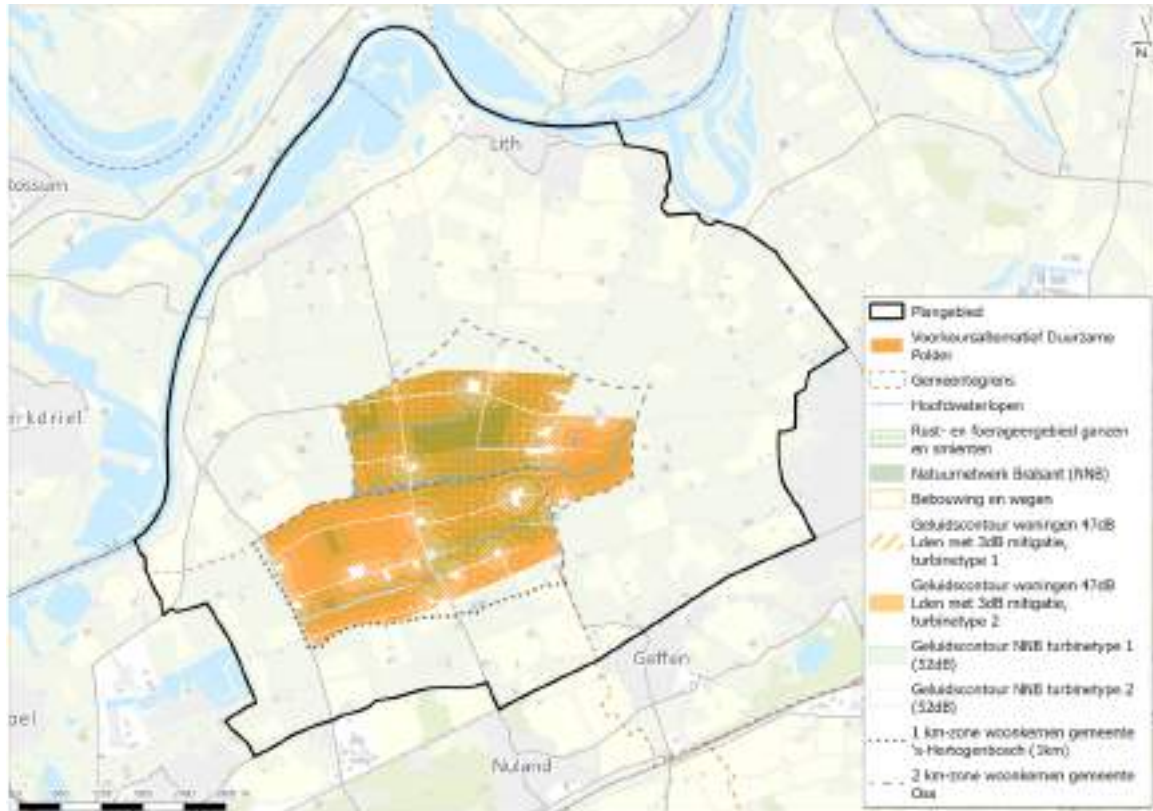 N
Lith
Rossum
Plangebied
Voorkeursalternatief Duurzame
Polder
Gemeentegrens
Hoofdwaterlopen
Rust- en foerageergebied ganzen
en smienten
Natuurnetwerk Brabant (NNB)
Bebouwing en wegen
Geluidscontour woningen 47dB
Lden met 3dB mitigatie,
turbinetype 1
Geluidscontour woningen 47dB
Lden met 3dB mitigatie,
turbinetype 2
Geluidscontour NNB turbinetype 1
(52dB)
Geluidscontour NNB turbinetype 2
(52dB)
1 km-zone woonkernen gemeente
's-Hertogenbosch (1km)
2 km-zone woonkernen gemeente
Oss
erkdriel
Geffen
Nuland